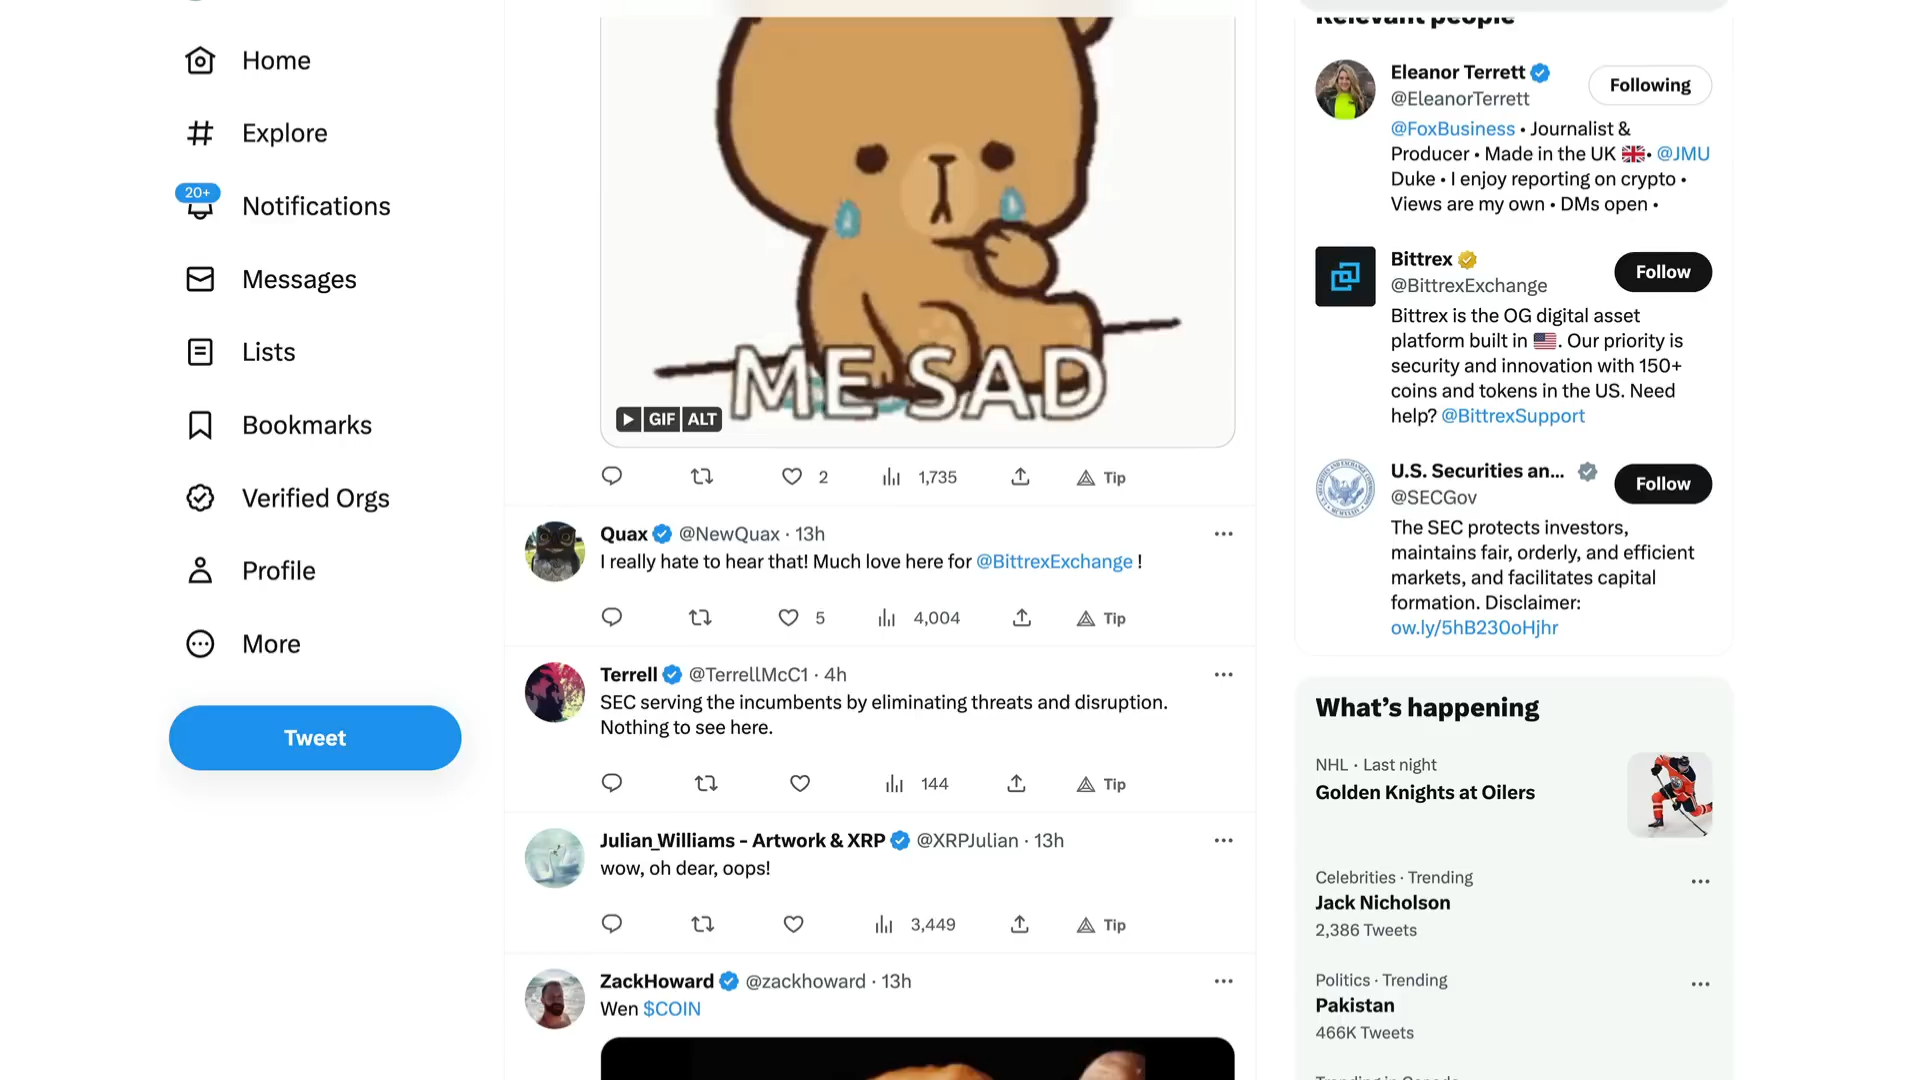 Home
Explore
20+
Notifications
Messages
Lists
Bookmarks
Verified Orgs
Profile
More
Tweet
ME SAD
GIF ALT
2 1,735 Tip
Quax @NewQuax · 13h
I really hate to hear that! Much love here for @BittrexExchange !
5 4,004 Tip
Terrell @TerrellMcC1 · 4h
SEC serving the incumbents by eliminating threats and disruption.
Nothing to see here.
144 Tip
Julian_Williams - Artwork & XRP @XRPJulian · 13h
wow, oh dear, oops!
3,449 Tip
ZackHoward @zackhoward · 13h
Wen $COIN
Relevant people
Eleanor Terrett
@EleanorTerrett
Following
@FoxBusiness • Journalist &
Producer • Made in the UK 🇬🇧• @JMU
Duke • I enjoy reporting on crypto •
Views are my own • DMs open •
Bittrex
@BittrexExchange
Follow
Bittrex is the OG digital asset
platform built in 🇺🇸. Our priority is
security and innovation with 150+
coins and tokens in the US. Need
help? @BittrexSupport
U.S. Securities an...
@SECGov
Follow
The SEC protects investors,
maintains fair, orderly, and efficient
markets, and facilitates capital
formation. Disclaimer:
ow.ly/5hB230oHjhr
What's happening
NHL · Last night
Golden Knights at Oilers
Celebrities · Trending
Jack Nicholson
2,386 Tweets
Politics · Trending
Pakistan
466K Tweets